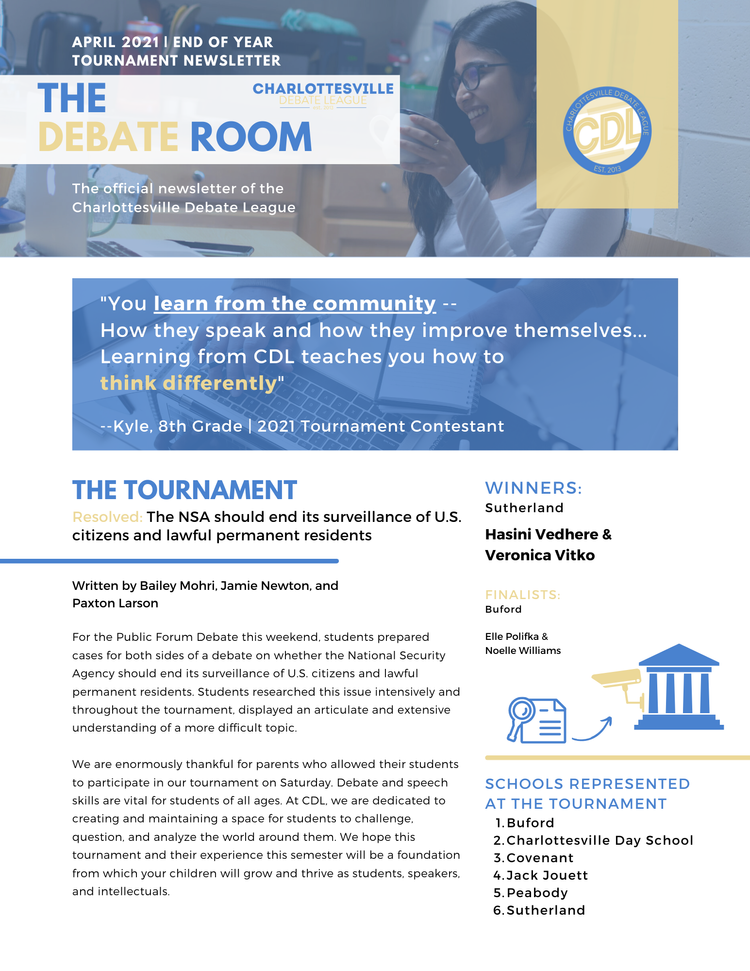 APRIL 2021 | END OF YEAR
TOURNAMENT NEWSLETTER
THE
DEBATE ROOM
CHARLOTTESVILLE
DEBATE LEAGUE
The official newsletter of the
Charlottesville Debate League
CHARLOTTESVILLE DEBATE LEAGUE
CDL
EST. 2013
"You learn from the community --
How they speak and how they improve themselves...
Learning from CDL teaches you how to
think differently"
--Kyle, 8th Grade | 2021 Tournament Contestant
THE TOURNAMENT
Resolved: The NSA should end its surveillance of U.S.
citizens and lawful permanent residents
Written by Bailey Mohri, Jamie Newton, and
Paxton Larson
For the Public Forum Debate this weekend, students prepared
cases for both sides of a debate on whether the National Security
Agency should end its surveillance of U.S. citizens and lawful
permanent residents. Students researched this issue intensively and
throughout the tournament, displayed an articulate and extensive
understanding of a more difficult topic.
We are enormously thankful for parents who allowed their students
to participate in our tournament on Saturday. Debate and speech
skills are vital for students of all ages. At CDL, we are dedicated to
creating and maintaining a space for students to challenge,
question, and analyze the world around them. We hope this
tournament and their experience this semester will be a foundation
from which your children will grow and thrive as students, speakers,
and intellectuals.
WINNERS:
Sutherland
Hasini Vedhere &
Veronica Vitko
FINALISTS:
Buford
Elle Polifka &
Noelle Williams
SCHOOLS REPRESENTED
AT THE TOURNAMENT
1. Buford
2. Charlottesville Day School
3. Covenant
4. Jack Jouett
5. Peabody
6. Sutherland